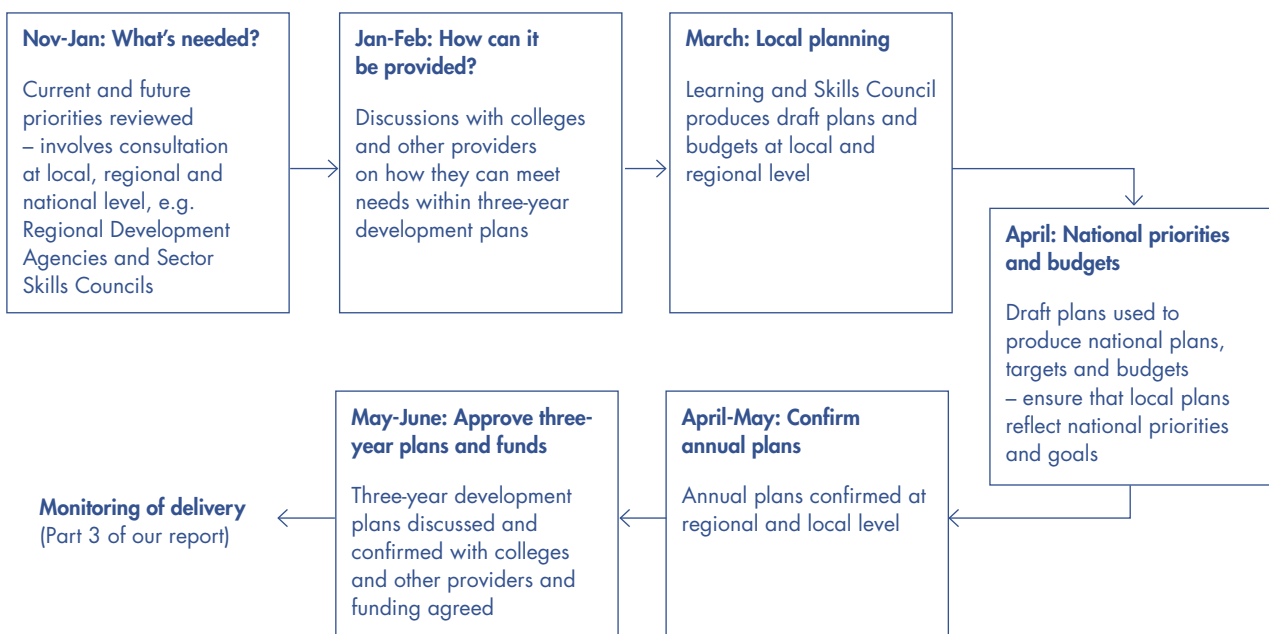 Nov-Jan: What's needed?
Current and future
priorities reviewed
– involves consultation
at local, regional and
national level, e.g.
Regional Development
Agencies and Sector
Skills Councils
Jan-Feb: How can it
be provided?
Discussions with colleges
and other providers
on how they can meet
needs within three-year
development plans
March: Local planning
Learning and Skills Council
produces draft plans and
budgets at local and
regional level
April: National priorities
and budgets
Draft plans used to
produce national plans,
targets and budgets
– ensure that local plans
reflect national priorities
and goals
April-May: Confirm
annual plans
Annual plans confirmed at
regional and local level
May-June: Approve three-
year plans and funds
Three-year development
plans discussed and
confirmed with colleges
and other providers and
funding agreed
Monitoring of delivery
(Part 3 of our report)